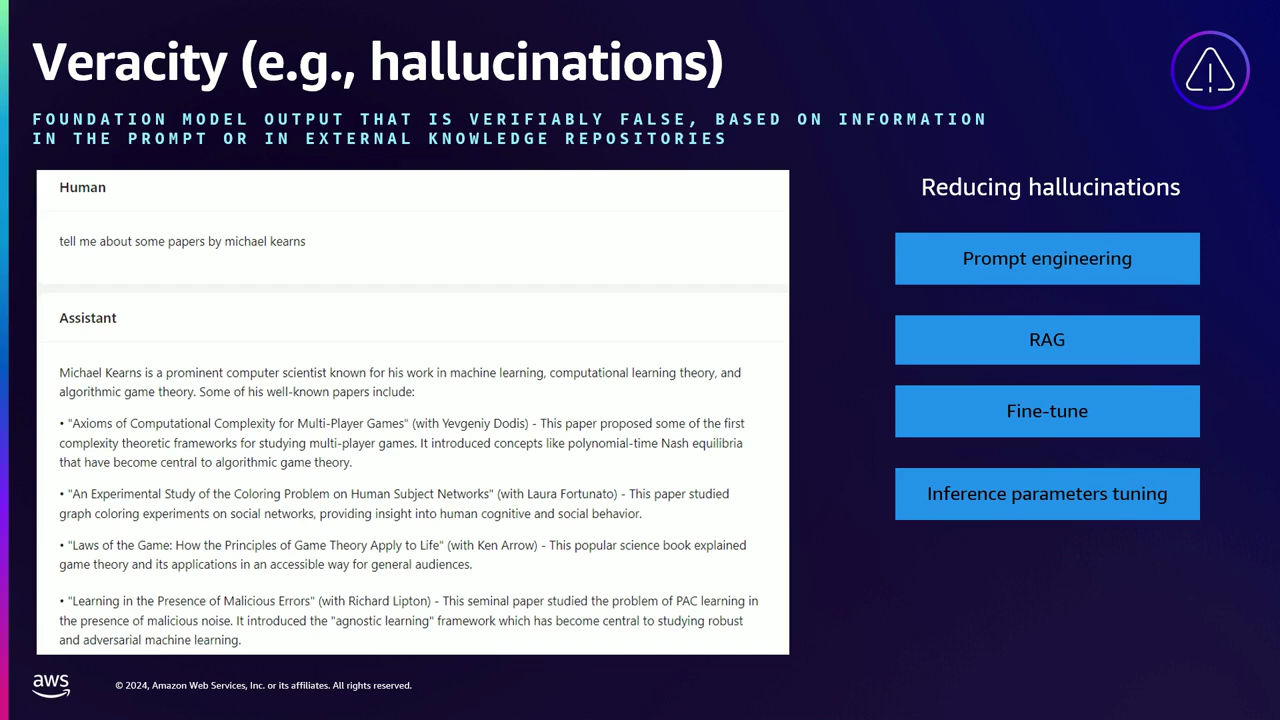 Veracity (e.g., hallucinations)
FOUNDATION MODEL OUTPUT THAT IS VERIFIABLY FALSE, BASED ON INFORMATION
IN THE PROMPT OR IN EXTERNAL KNOWLEDGE REPOSITORIES
Human
tell me about some papers by michael kearns
Assistant
Michael Kearns is a prominent computer scientist known for his work in machine learning, computational learning theory, and
algorithmic game theory. Some of his well-known papers include:
• "Axioms of Computational Complexity for Multi-Player Games" (with Yevgeniy Dodis) - This paper proposed some of the first
complexity theoretic frameworks for studying multi-player games. It introduced concepts like polynomial-time Nash equilibria
that have become central to algorithmic game theory.
• "An Experimental Study of the Coloring Problem on Human Subject Networks" (with Laura Fortunato) - This paper studied
graph coloring experiments on social networks, providing insight into human cognitive and social behavior.
• "Laws of the Game: How the Principles of Game Theory Apply to Life" (with Ken Arrow) - This popular science book explained
game theory and its applications in an accessible way for general audiences.
• "Learning in the Presence of Malicious Errors" (with Richard Lipton) - This seminal paper studied the problem of PAC learning in
the presence of malicious noise. It introduced the "agnostic learning" framework which has become central to studying robust
and adversarial machine learning.
Reducing hallucinations
Prompt engineering
RAG
Fine-tune
Inference parameters tuning
aws
© 2024, Amazon Web Services, Inc. or its affiliates. All rights reserved.